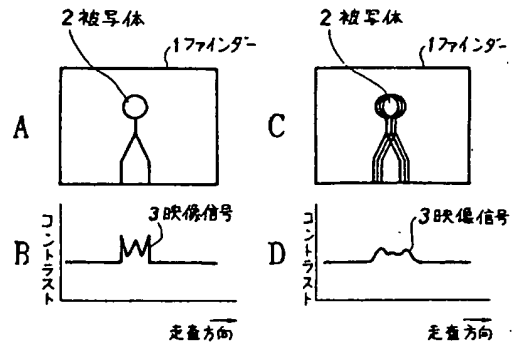 2被写体
1ファインダー
2被写体
1ファインダー
A
C
コントラスト
B
3映像信号
走査方向
コントラスト
D
3映像信号
走査方向